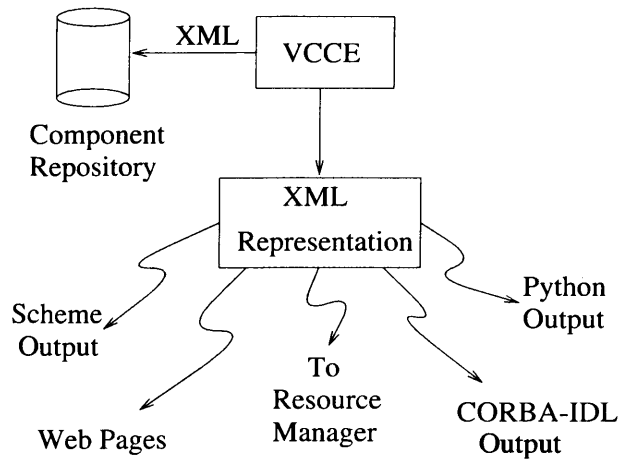 XML
VCCE
Component
Repository
XML
Representation
Scheme
Output
Web Pages
To
Resource
Manager
CORBA-IDL
Output
Python
Output